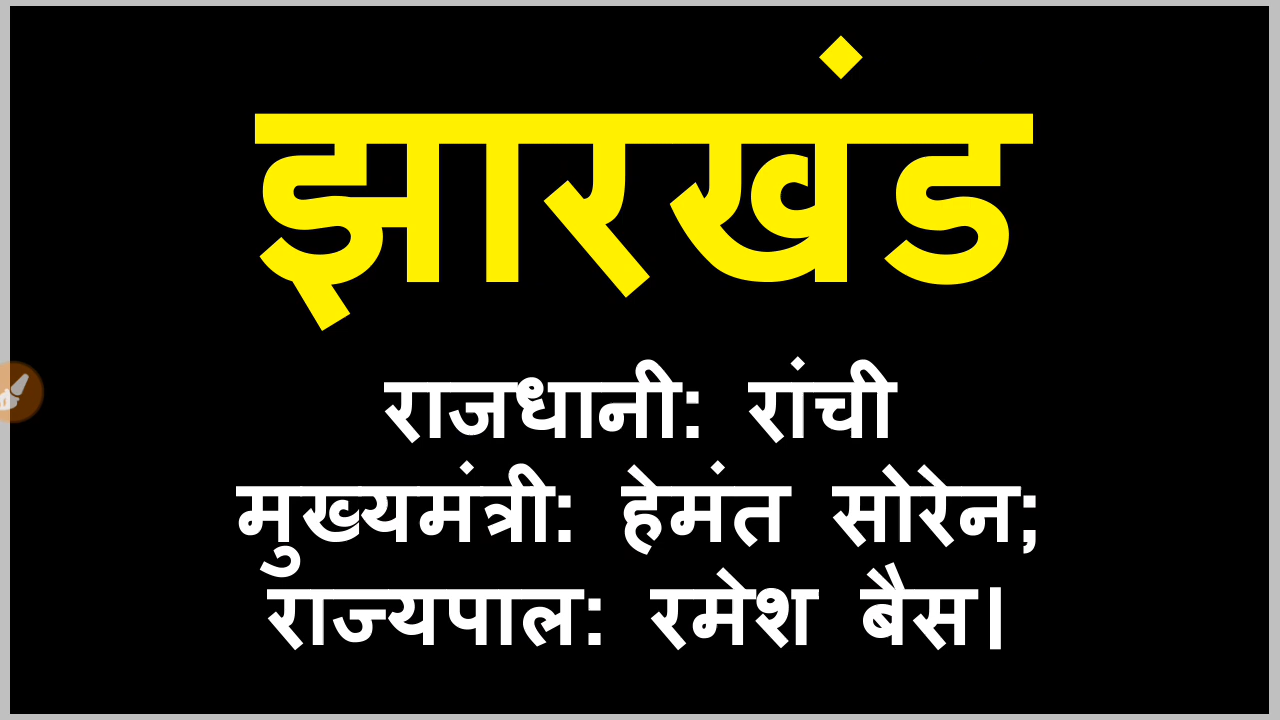 झारखंड
राजधानी: रांची
मुख्यमंत्री: हेमंत सोरेन;
राज्यपाल: रमेश बैस।